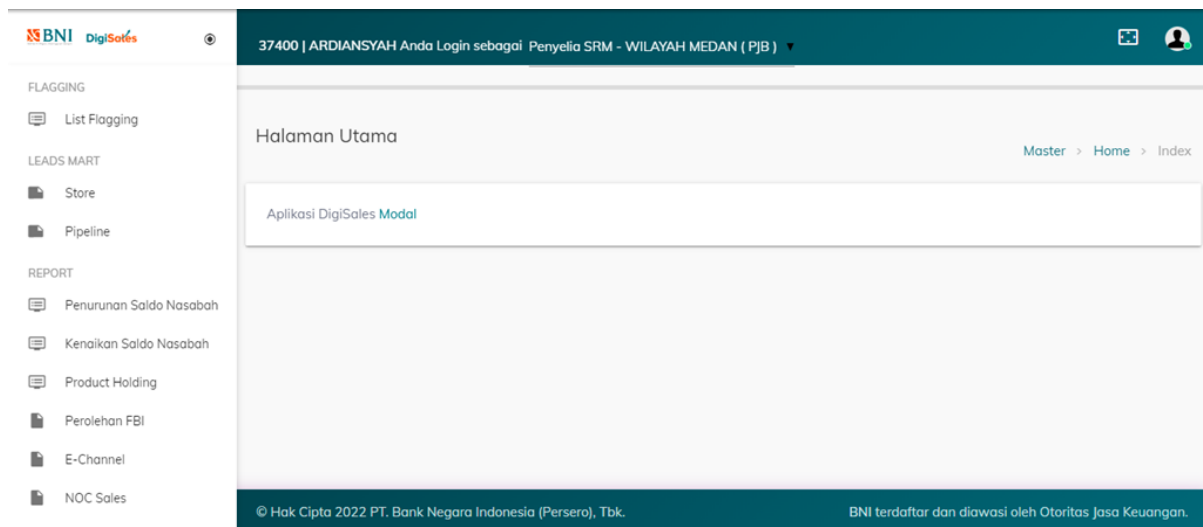 BNI DigiSales
37400 | ARDIANSYAH Anda Login sebagai Penyelia SRM - WILAYAH MEDAN ( PJB )
FLAGGING
List Flagging
LEADS MART
Store
Pipeline
REPORT
Penurunan Saldo Nasabah
Kenaikan Saldo Nasabah
Product Holding
Perolehan FBI
E-Channel
NOC Sales
Halaman Utama
Master > Home > Index
Aplikasi DigiSales Modal
© Hak Cipta 2022 PT. Bank Negara Indonesia (Persero), Tbk.
BNI terdaftar dan diawasi oleh Otoritas Jasa Keuangan.